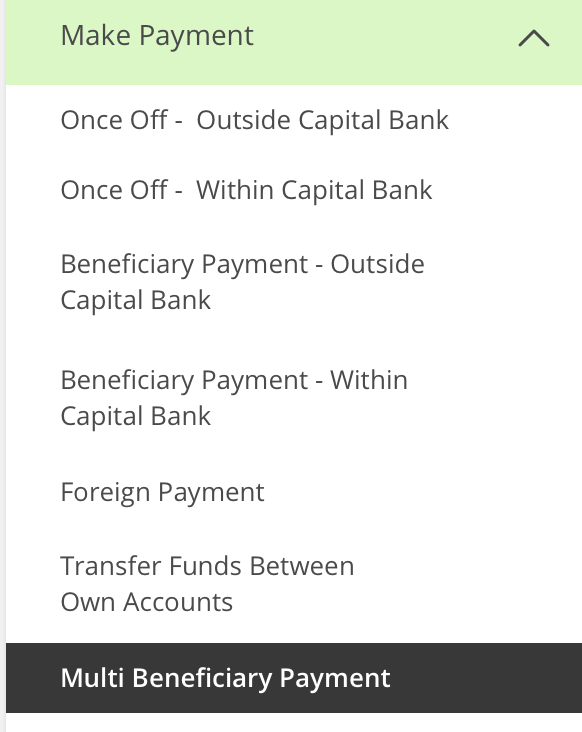 Make Payment
Once Off -  Outside Capital Bank
Once Off -  Within Capital Bank
Beneficiary Payment - Outside
Capital Bank
Beneficiary Payment - Within
Capital Bank
Foreign Payment
Transfer Funds Between
Own Accounts
Multi Beneficiary Payment